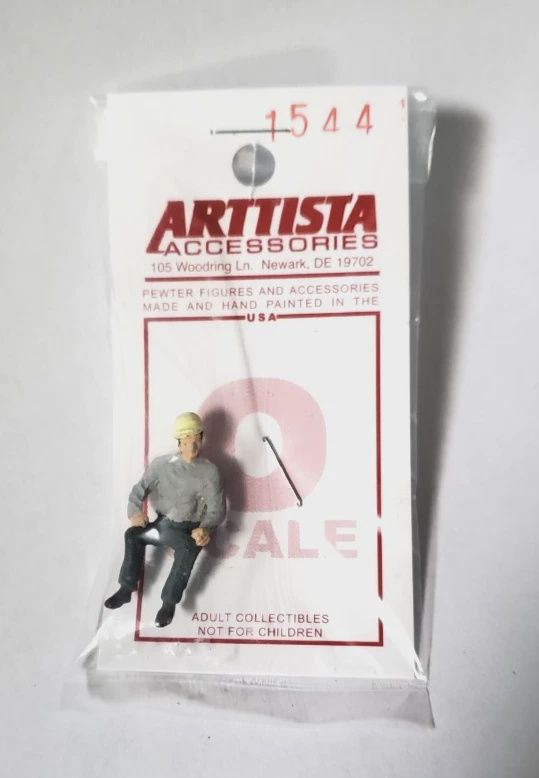 1544
ARTTISTA
ACCESSORIES
105 Woodring Ln. Newark, DE 19702
PEWTER FIGURES AND ACCESSORIES
MADE AND HAND PAINTED IN THE
USA
O
SCALE
ADULT COLLECTIBLES
NOT FOR CHILDREN